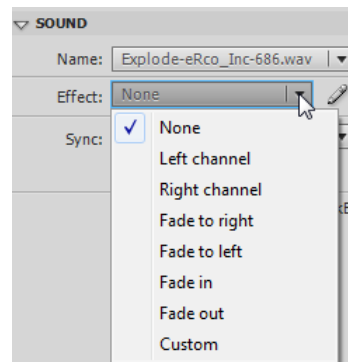 SOUND
Name: Explode-eRco_Inc-686.wav
Effect: None
Sync:
None
Left channel
Right channel
Fade to right
Fade to left
Fade in
Fade out
Custom